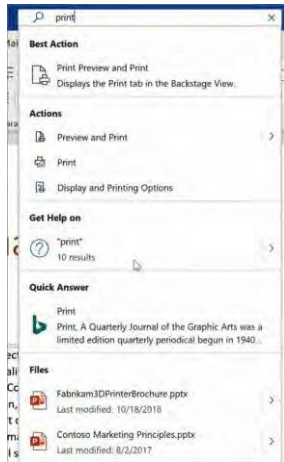 print
Best Action
Print Preview and Print
Displays the Print tab in the Backstage View.
Actions
Preview and Print
Print
Display and Printing Options
Get Help on
"print"
10 results
Quick Answer
Print
Print, A Quarterly Journal of the Graphic Arts was a
limited edition quarterly periodical begun in 1940...
Files
Fabrikam3DPrinterBrochure.pptx
Last modified: 10/18/2018
Contoso Marketing Principles.pptx
Last modified: 8/2/2017